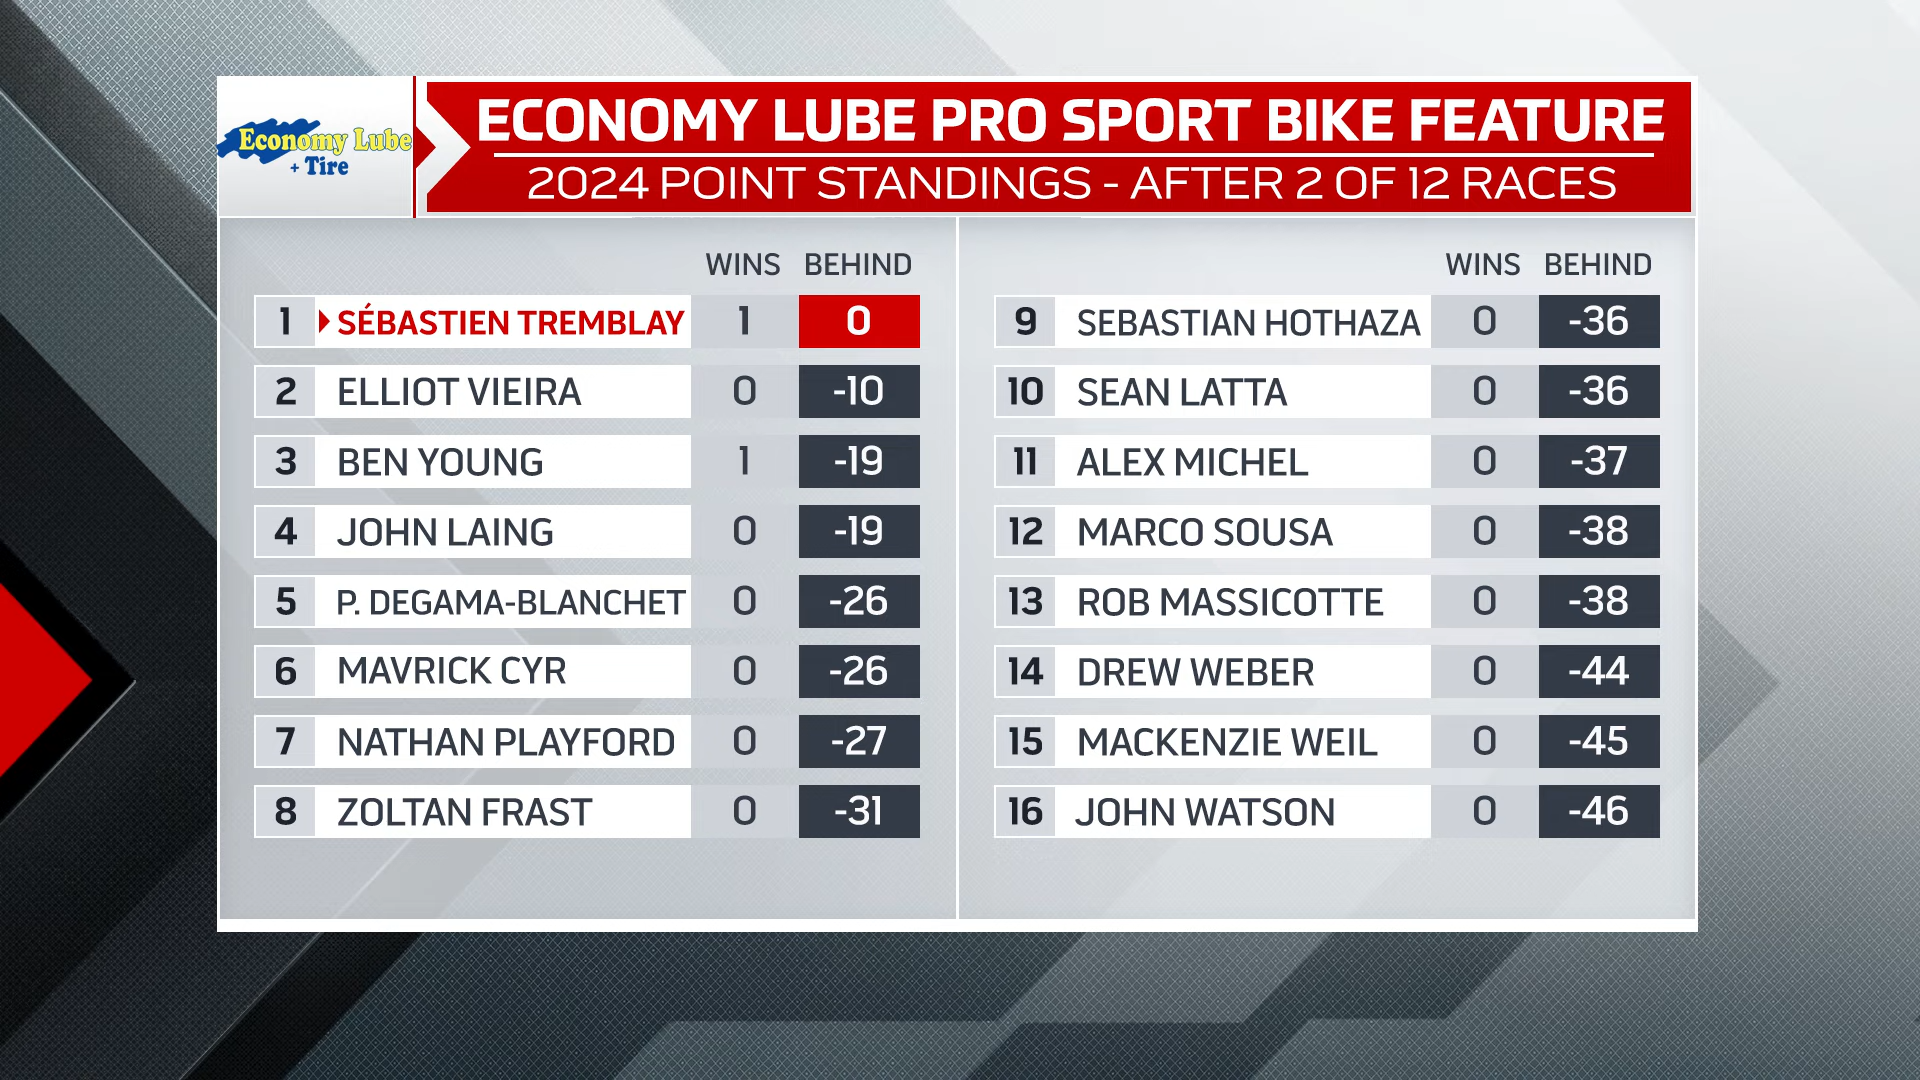 Economy Lube
+ Tire
ECONOMY LUBE PRO SPORT BIKE FEATURE
2024 POINT STANDINGS - AFTER 2 OF 12 RACES
WINS BEHIND
1 SÉBASTIEN TREMBLAY 1 0
2 ELLIOT VIEIRA 0 -10
3 BEN YOUNG 1 -19
4 JOHN LAING 0 -19
5 P. DEGAMA-BLANCHET 0 -26
6 MAVRICK CYR 0 -26
7 NATHAN PLAYFORD 0 -27
8 ZOLTAN FRAST 0 -31
WINS BEHIND
9 SEBASTIAN HOTHAZA 0 -36
10 SEAN LATTA 0 -36
11 ALEX MICHEL 0 -37
12 MARCO SOUSA 0 -38
13 ROB MASSICOTTE 0 -38
14 DREW WEBER 0 -44
15 MACKENZIE WEIL 0 -45
16 JOHN WATSON 0 -46